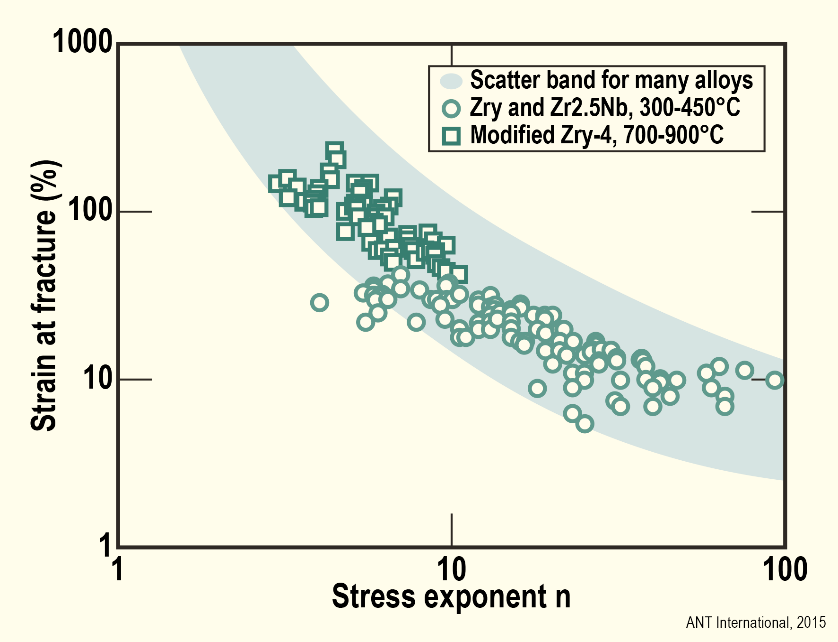 1000
100
10
1
Strain at fracture (%)
Scatter band for many alloys
Zry and Zr2.5Nb, 300-450°C
Modified Zry-4, 700-900°C
1
10
100
Stress exponent n
ANT International, 2015